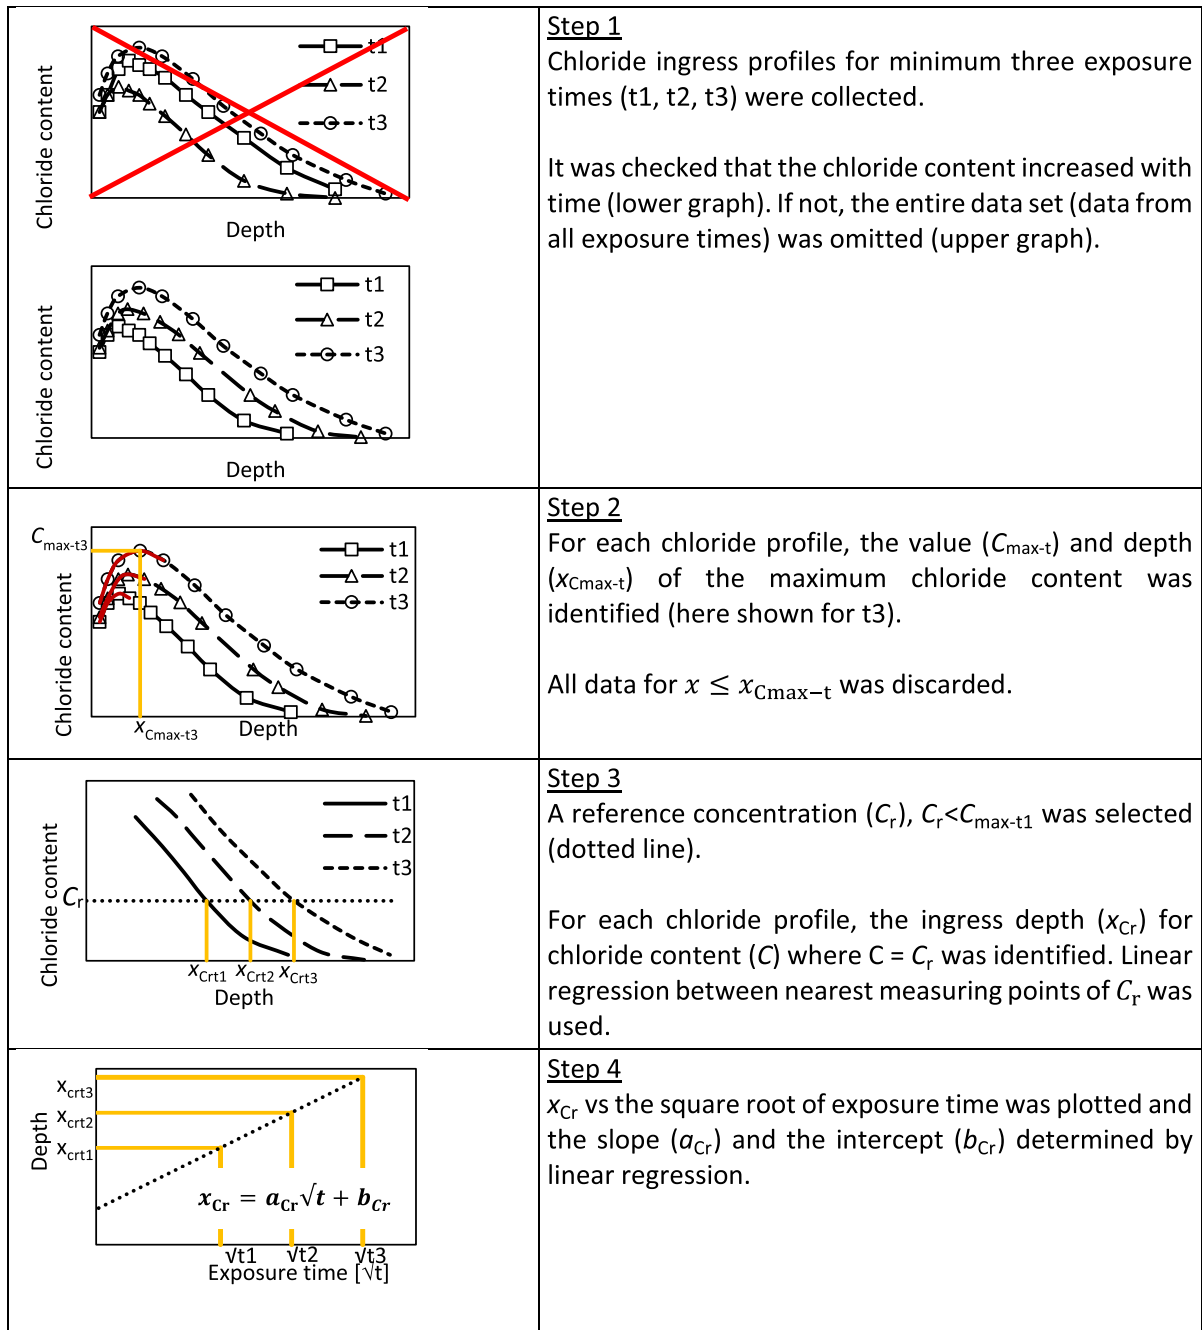 Chloride content
t1
t2
t3
Depth
Chloride content
t1
t2
t3
Depth
Step 1
Chloride ingress profiles for minimum three exposure
times (t1, t2, t3) were collected.
It was checked that the chloride content increased with
time (lower graph). If not, the entire data set (data from
all exposure times) was omitted (upper graph).
Cmax-t3
Chloride content
t1
t2
t3
xCmax-t3
Depth
Step 2
For each chloride profile, the value (Cmax-t) and depth
(xCmax-t) of the maximum chloride content was
identified (here shown for t3).
All data for x ≤ xCmax−t was discarded.
Chloride content
Cr
t1
t2
t3
xCrt1 xCrt2 xCrt3
Depth
Step 3
A reference concentration (Cr), Cr<Cmax-t1 was selected
(dotted line).
For each chloride profile, the ingress depth (xCr) for
chloride content (C) where C = Cr was identified. Linear
regression between nearest measuring points of Cr was
used.
Depth
xcrt3
xcrt2
xcrt1
xCr = aCr√t + bCr
√t1 √t2 √t3
Exposure time [√t]
Step 4
xCr vs the square root of exposure time was plotted and
the slope (aCr) and the intercept (bCr) determined by
linear regression.